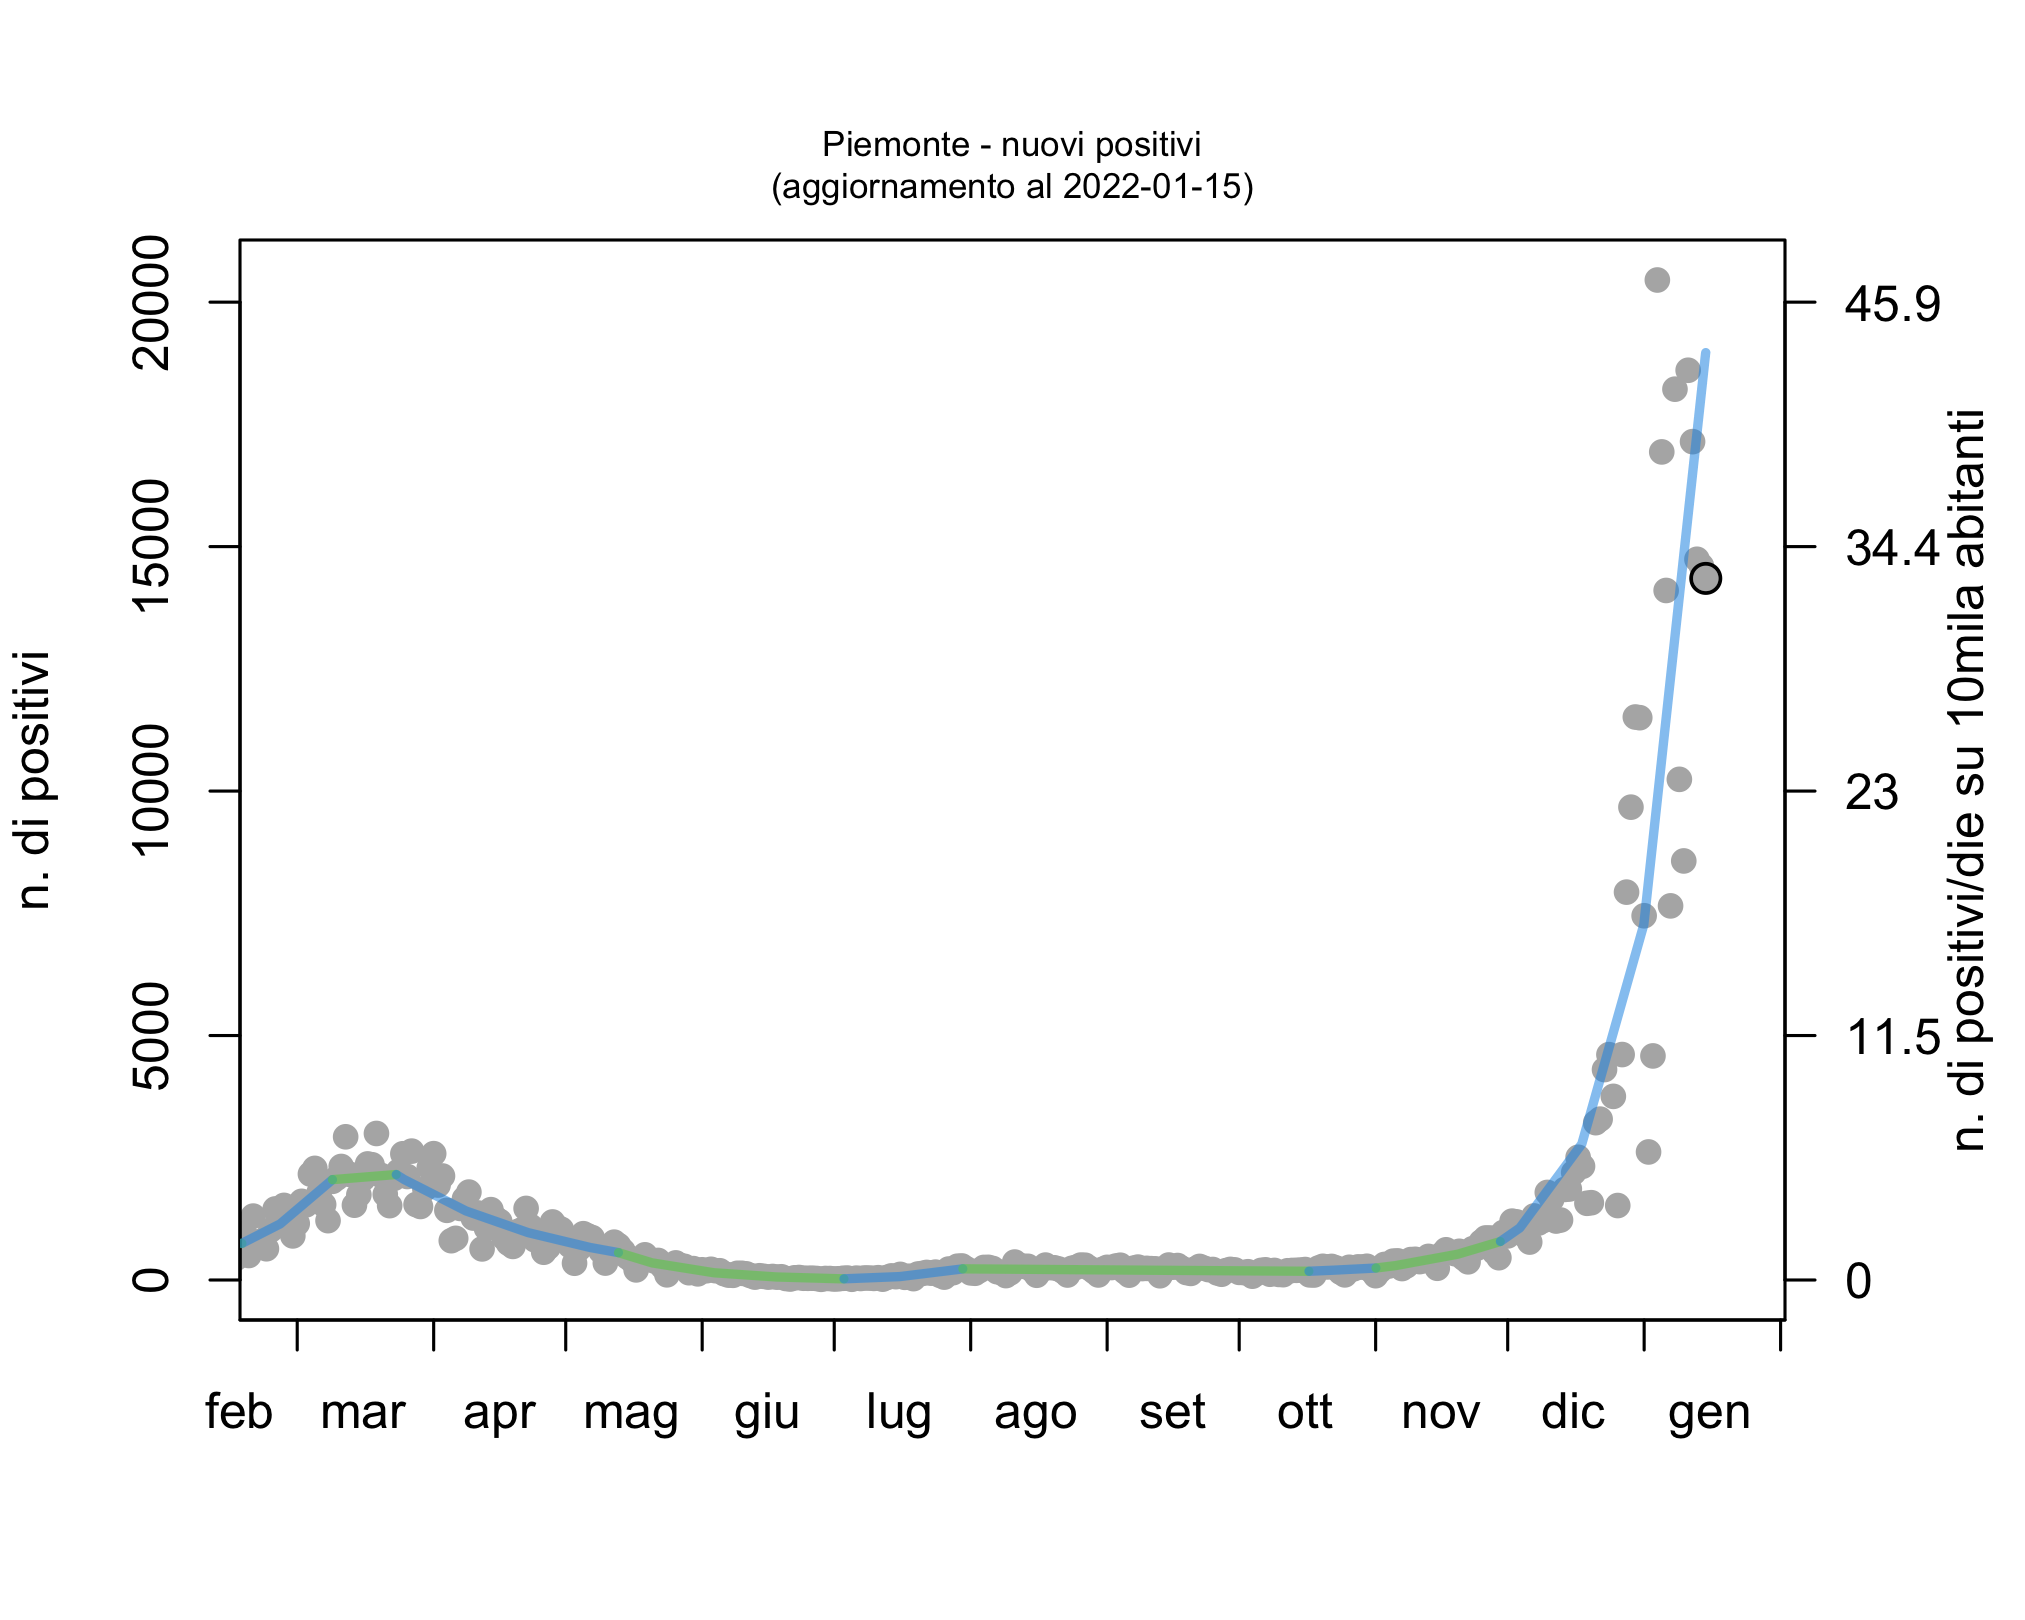 Piemonte - nuovi positivi
(aggiornamento al 2022-01-15)
n. di positivi
20000
15000
10000
5000
0
45.9
34.4
23
11.5
0
n. di positivi/die su 10mila abitanti
feb mar apr mag giu lug ago set ott nov dic gen